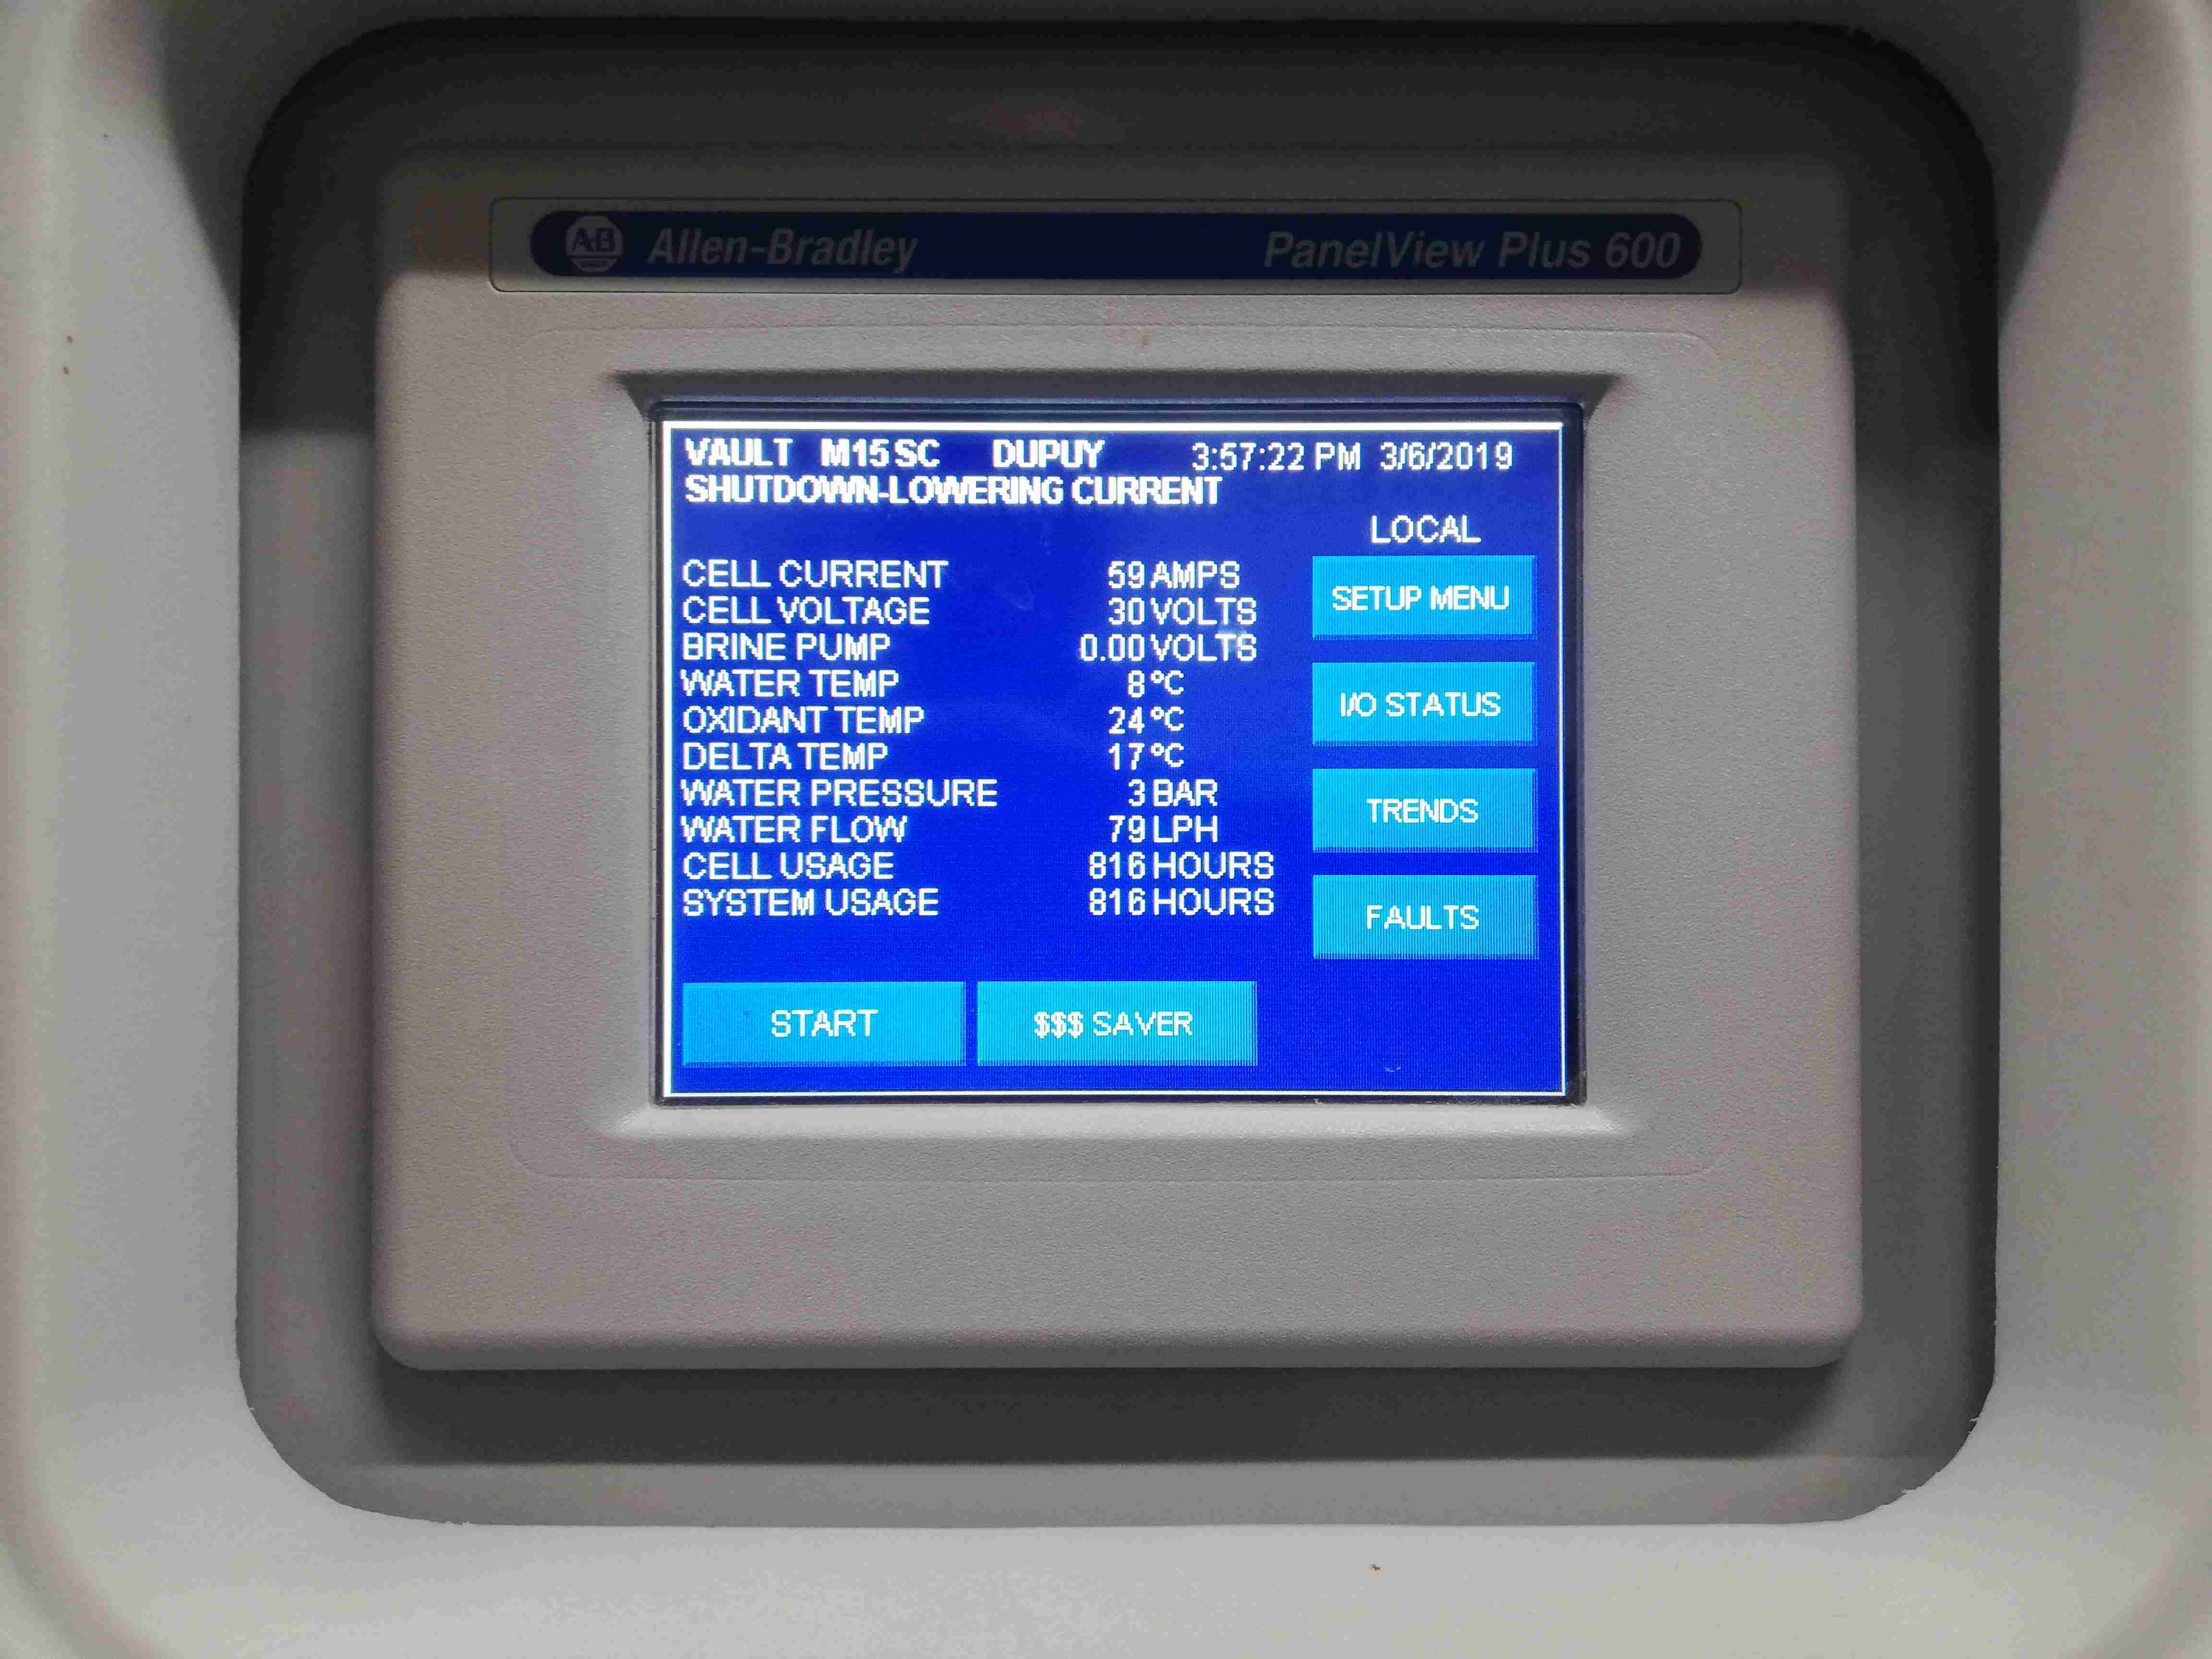 A-B Allen-Bradley PanelView Plus 600
VAULT M15 SC DUPUY 3:57:22 PM 3/6/2019
SHUTDOWN-LOWERING CURRENT
LOCAL
CELL CURRENT 59 AMPS
CELL VOLTAGE 30 VOLTS
BRINE PUMP 0.00 VOLTS
WATER TEMP 8 °C
OXIDANT TEMP 24 °C
DELTA TEMP 17 °C
WATER PRESSURE 3 BAR
WATER FLOW 79 LPH
CELL USAGE 816 HOURS
SYSTEM USAGE 816 HOURS
SETUP MENU
I/O STATUS
TRENDS
FAULTS
START $$$ SAVER